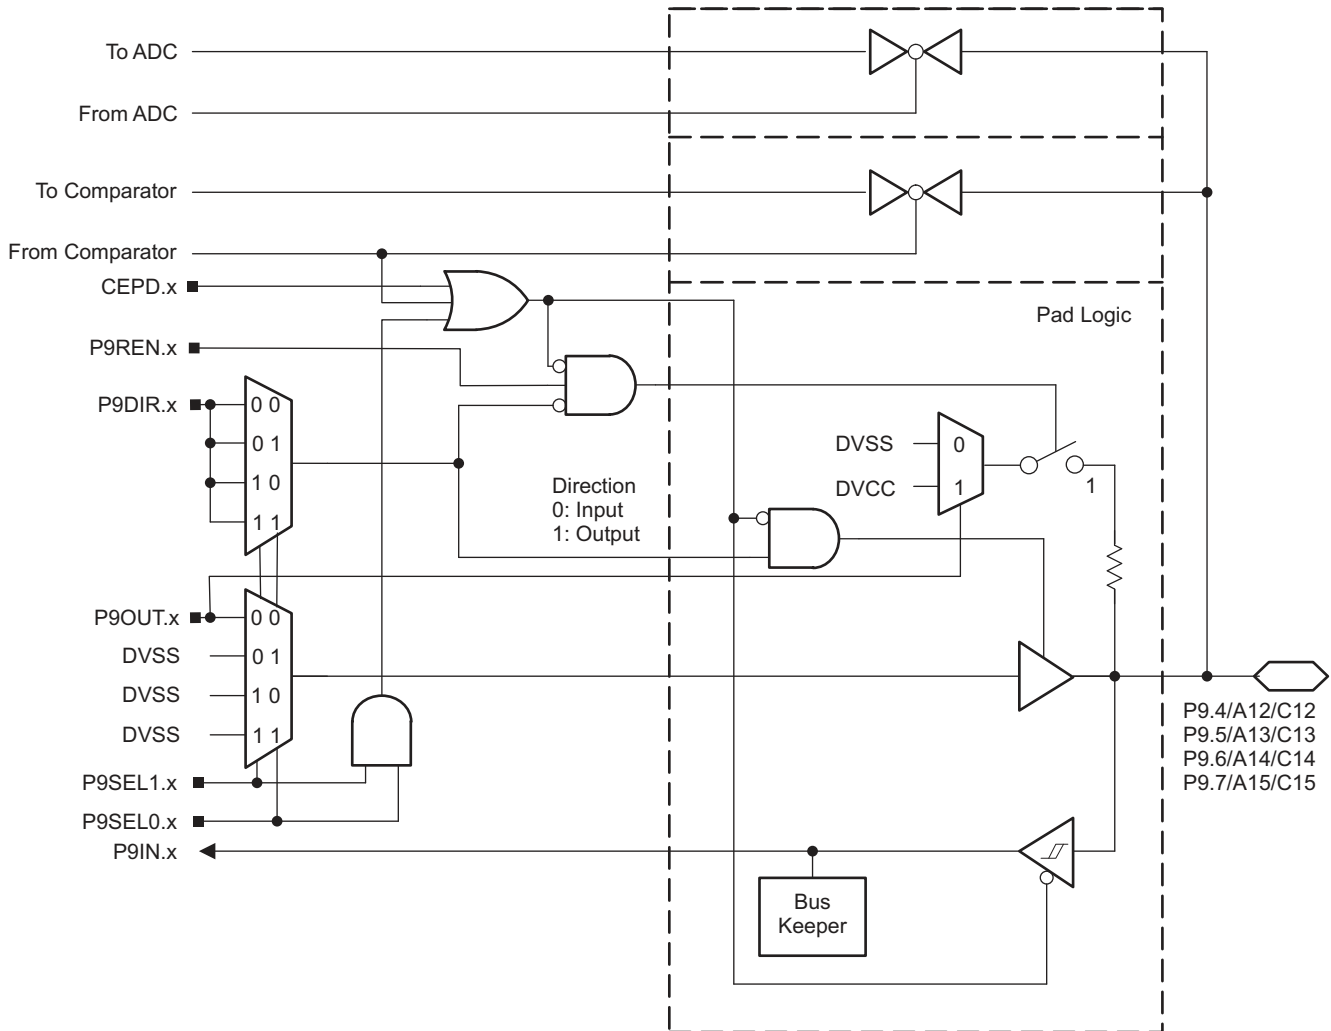 To ADC
From ADC
To Comparator
From Comparator
CEPD.x
Pad Logic
P9REN.x
P9DIR.x
0 0
0 1
1 0
1 1
DVSS
0
DVCC
1
1
Direction
0: Input
1: Output
P9OUT.x
0 0
DVSS
0 1
DVSS
1 0
DVSS
1 1
P9.4/A12/C12
P9.5/A13/C13
P9.6/A14/C14
P9.7/A15/C15
P9SEL1.x
P9SEL0.x
P9IN.x
Bus
Keeper